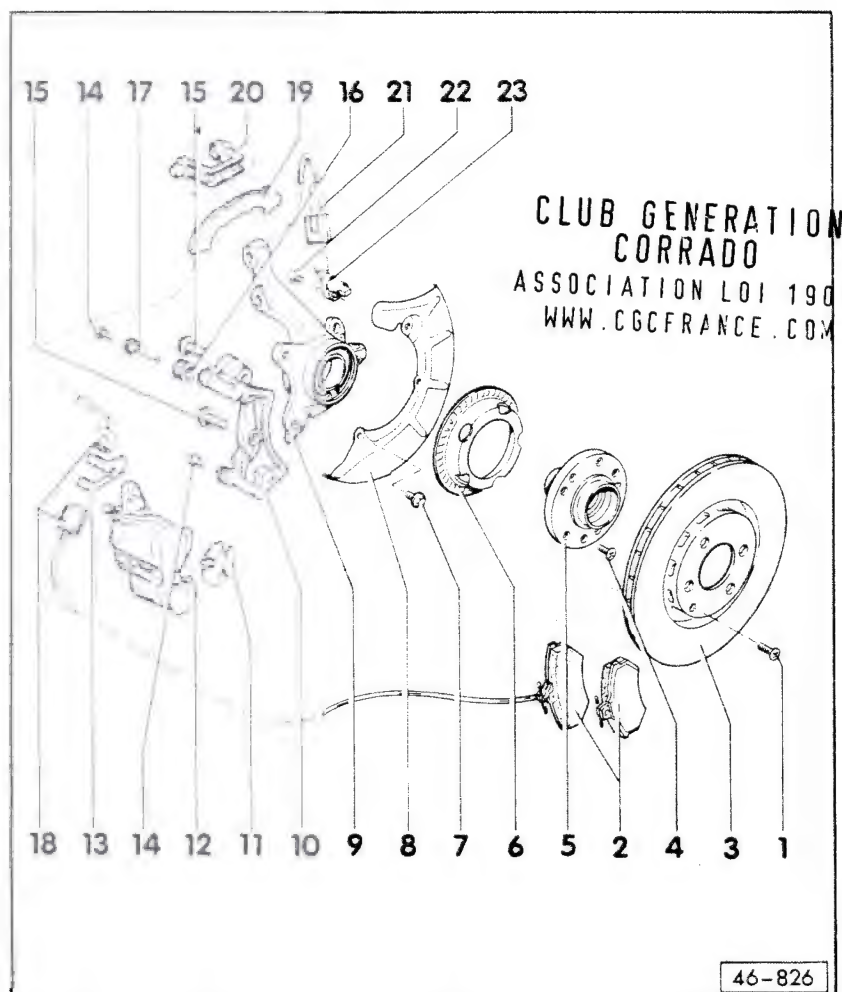 15 14 17 15 20 19 16 21 22 23
CLUB GENERATION
CORRADO
ASSOCIATION LOI 190
WWW.CGCFRANCE.COM
18 13 14 12 11 10 9 8 7 6 5 2 4 3 1
46-826